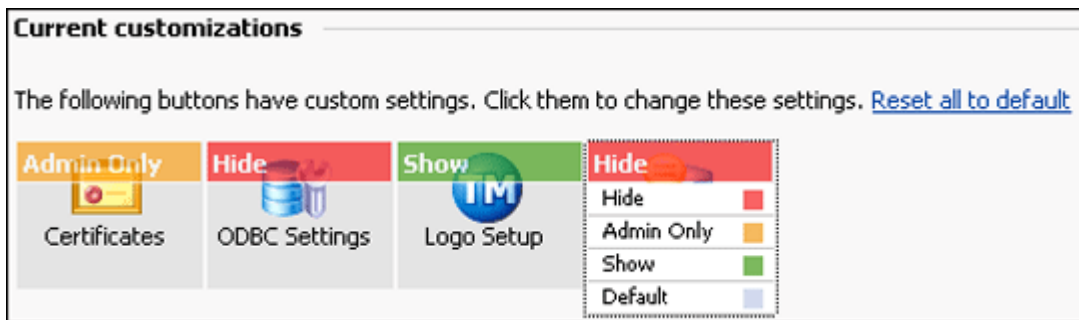 Current customizations
The following buttons have custom settings. Click them to change these settings. Reset all to default
Admin Only Hide Show Hide
TM
Certificates ODBC Settings Logo Setup
Hide
Admin Only
Show
Default